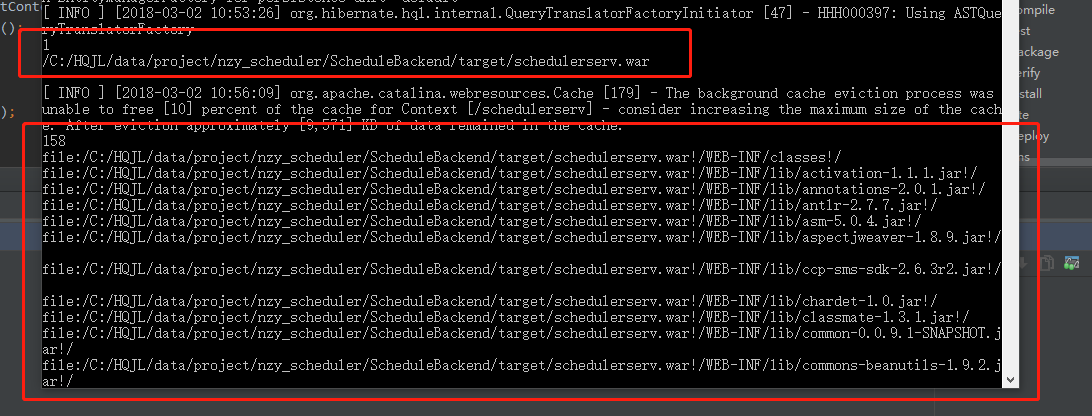 [ INFO ] [2018-03-02 10:53:26] org.hibernate.hql.internal.QueryTranslatorFactoryInitiator [47] - HHH000397: Using ASTQue
ryTranslatorFactory
1
/C:/HQJL/data/project/nzy_scheduler/ScheduleBackend/target/schedulerserv.war
[ INFO ] [2018-03-02 10:56:09] org.apache.catalina.webresources.Cache [179] - The background cache eviction process was
unable to free [10] percent of the cache for Context [/schedulerserv] - consider increasing the maximum size of the cach
e. After eviction approximately [9,571] KB of data remained in the cache.
158
file:/C:/HQJL/data/project/nzy_scheduler/ScheduleBackend/target/schedulerserv.war!/WEB-INF/classes!/
file:/C:/HQJL/data/project/nzy_scheduler/ScheduleBackend/target/schedulerserv.war!/WEB-INF/lib/activation-1.1.1.jar!/
file:/C:/HQJL/data/project/nzy_scheduler/ScheduleBackend/target/schedulerserv.war!/WEB-INF/lib/annotations-2.0.1.jar!/
file:/C:/HQJL/data/project/nzy_scheduler/ScheduleBackend/target/schedulerserv.war!/WEB-INF/lib/antlr-2.7.7.jar!/
file:/C:/HQJL/data/project/nzy_scheduler/ScheduleBackend/target/schedulerserv.war!/WEB-INF/lib/asm-5.0.4.jar!/
file:/C:/HQJL/data/project/nzy_scheduler/ScheduleBackend/target/schedulerserv.war!/WEB-INF/lib/aspectjweaver-1.8.9.jar!/
file:/C:/HQJL/data/project/nzy_scheduler/ScheduleBackend/target/schedulerserv.war!/WEB-INF/lib/ccp-sms-sdk-2.6.3r2.jar!/
file:/C:/HQJL/data/project/nzy_scheduler/ScheduleBackend/target/schedulerserv.war!/WEB-INF/lib/chardet-1.0.jar!/
file:/C:/HQJL/data/project/nzy_scheduler/ScheduleBackend/target/schedulerserv.war!/WEB-INF/lib/classmate-1.3.1.jar!/
file:/C:/HQJL/data/project/nzy_scheduler/ScheduleBackend/target/schedulerserv.war!/WEB-INF/lib/common-0.0.9.1-SNAPSHOT.j
ar!/
file:/C:/HQJL/data/project/nzy_scheduler/ScheduleBackend/target/schedulerserv.war!/WEB-INF/lib/commons-beanutils-1.9.2.j
ar!/